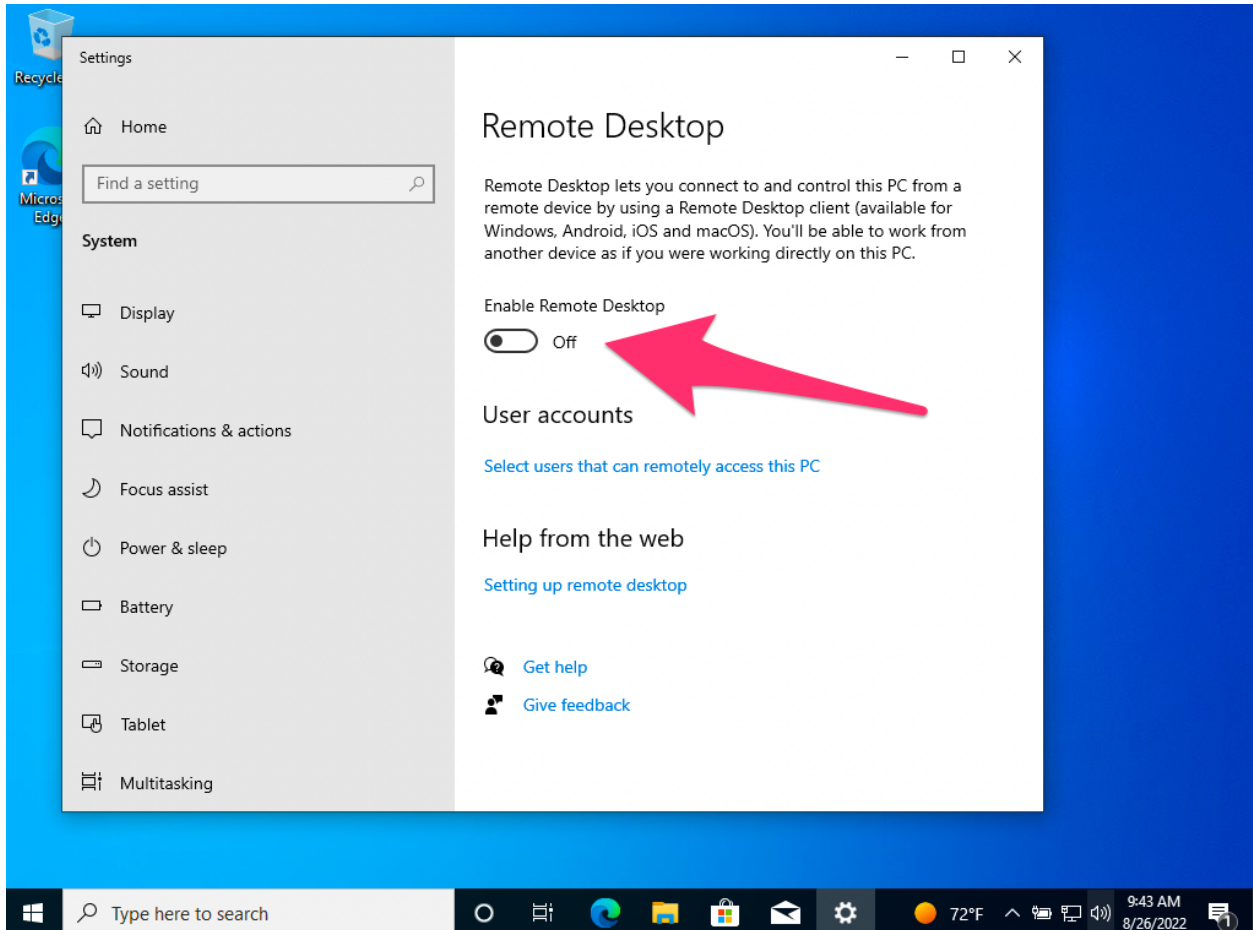 Recycle
Micros
Edge
Settings
Home
Find a setting
System
Display
Sound
Notifications & actions
Focus assist
Power & sleep
Battery
Storage
Tablet
Multitasking
Remote Desktop
Remote Desktop lets you connect to and control this PC from a
remote device by using a Remote Desktop client (available for
Windows, Android, iOS and macOS). You'll be able to work from
another device as if you were working directly on this PC.
Enable Remote Desktop
Off
User accounts
Select users that can remotely access this PC
Help from the web
Setting up remote desktop
Get help
Give feedback
Type here to search
72°F
9:43 AM
8/26/2022
1